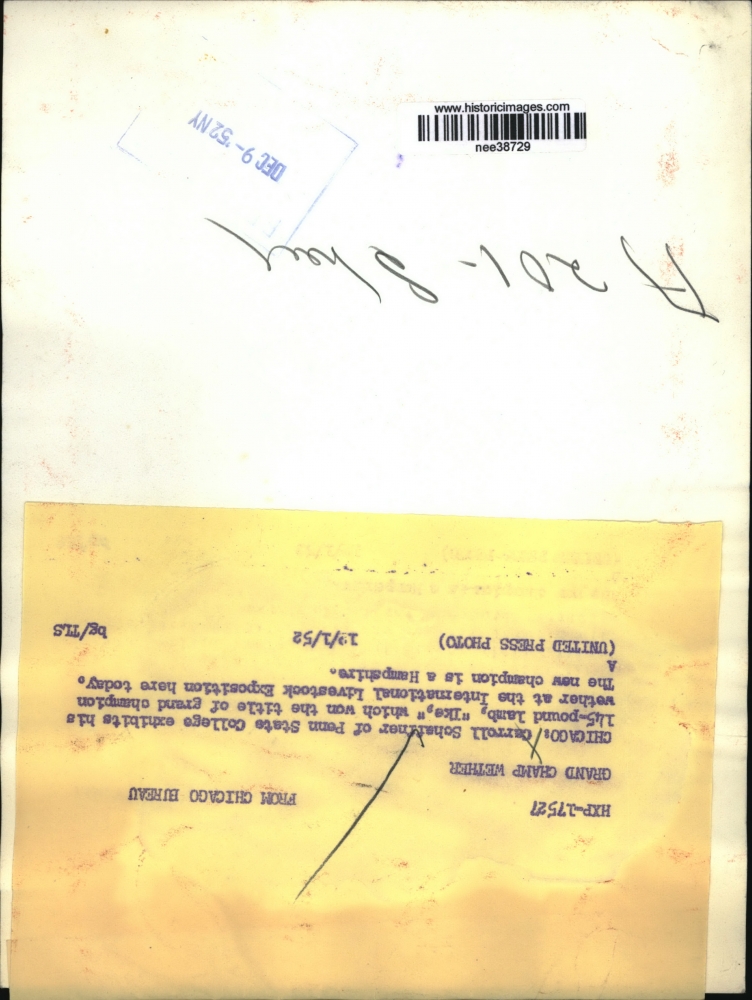 www.historicimages.com
nee38729
DEC 9 - '52 NY
A 201 - Shaw
HXP-17527
FROM CHICAGO BUREAU
GRAND CHAMP WETHER
CHICAGO: Carroll Schaffner of Penn State College exhibits his
145-pound lamb, "Ike," which won the title of grand champion
wether at the International Livestock Exposition here today.
The new champion is a Hampshire.
A
(UNITED PRESS PHOTO)
12/1/52
bg/TLS